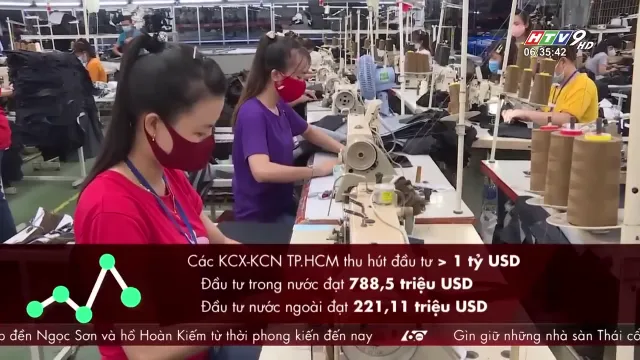 HTV9 HD
06:35:42
Các KCX-KCN TP.HCM thu hút đầu tư > 1 tỷ USD
Đầu tư trong nước đạt 788,5 triệu USD
Đầu tư nước ngoài đạt 221,11 triệu USD
đền Ngọc Sơn và hồ Hoàn Kiếm từ thời phong kiến đến nay 60 Gìn giữ những nhà sàn Thái